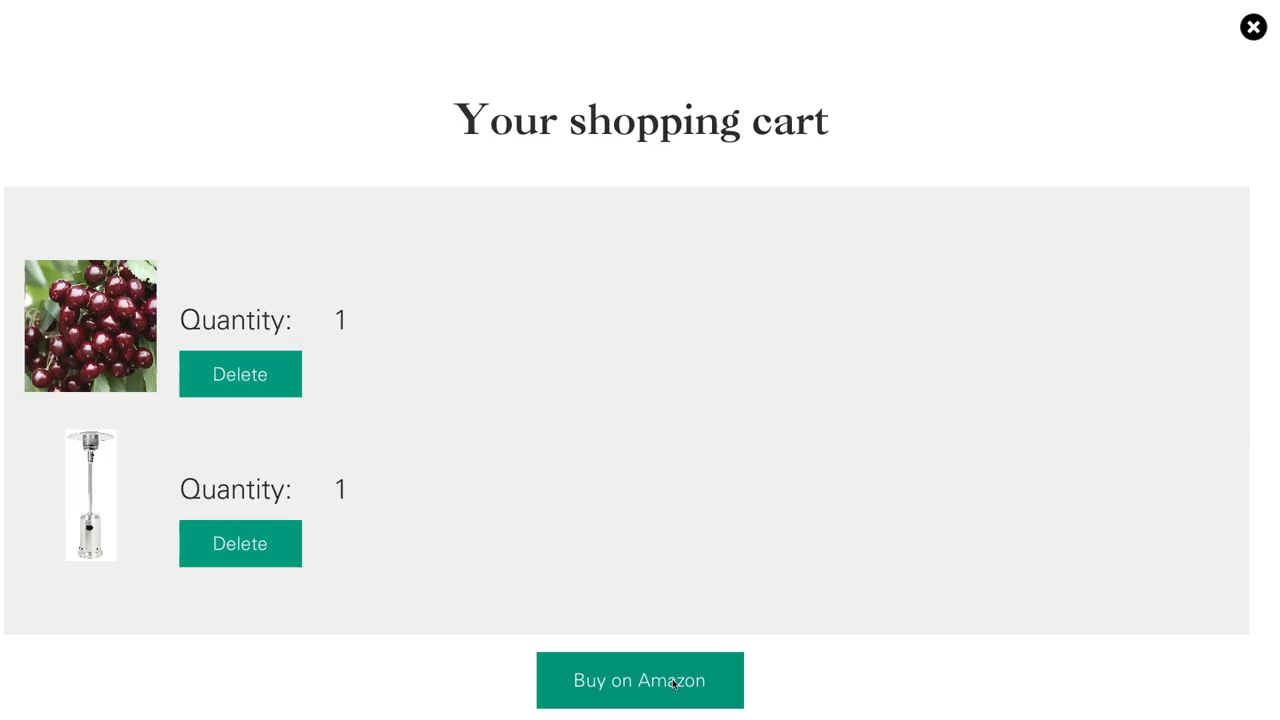 Your shopping cart
Quantity: 1
Delete
Quantity: 1
Delete
Buy on Amazon